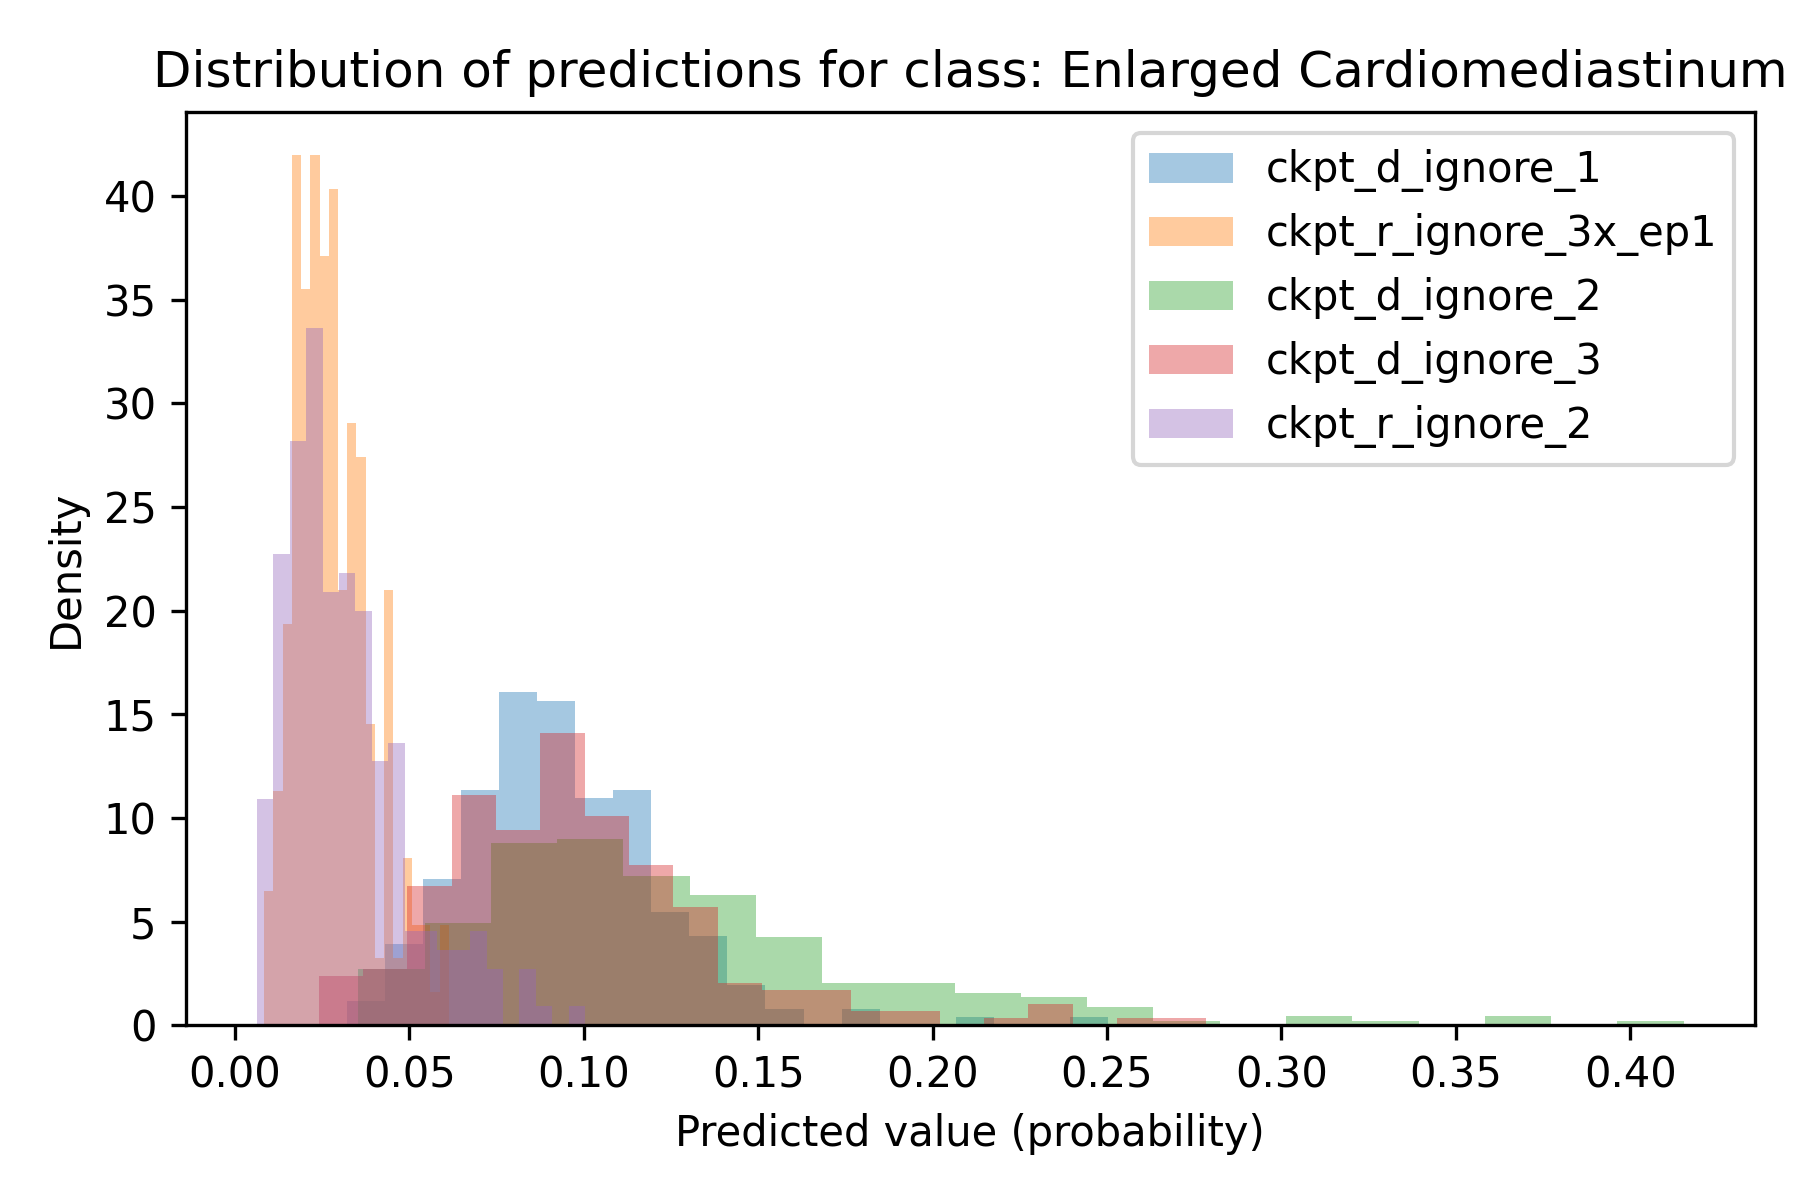 Distribution of predictions for class: Enlarged Cardiomediastinum
ckpt_d_ignore_1
ckpt_r_ignore_3x_ep1
ckpt_d_ignore_2
ckpt_d_ignore_3
ckpt_r_ignore_2
Density
40
35
30
25
20
15
10
5
0
0.00 0.05 0.10 0.15 0.20 0.25 0.30 0.35 0.40
Predicted value (probability)